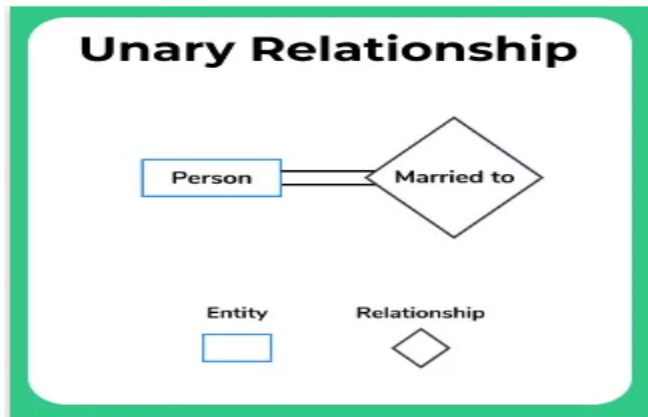 Unary Relationship
Person
Married to
Entity
Relationship